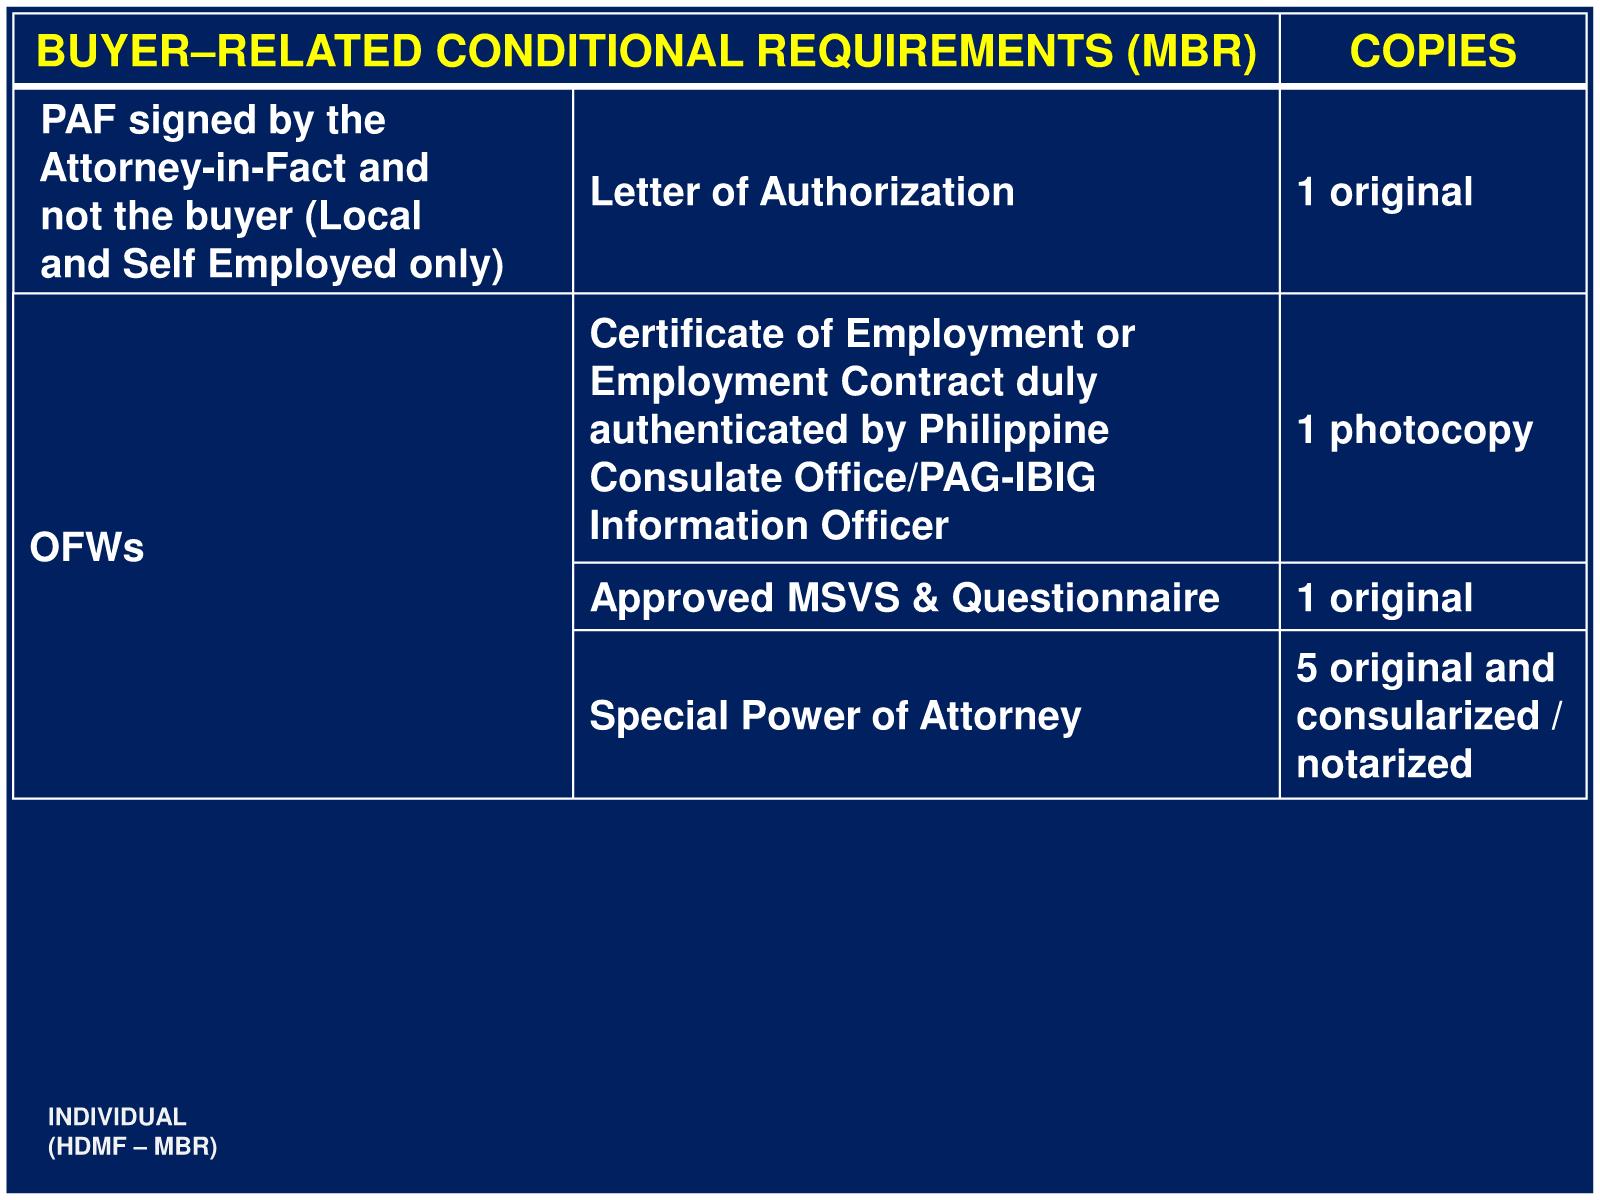 BUYER–RELATED CONDITIONAL REQUIREMENTS (MBR)
COPIES
PAF signed by the
Attorney-in-Fact and
not the buyer (Local
and Self Employed only)
Letter of Authorization
1 original
OFWs
Certificate of Employment or
Employment Contract duly
authenticated by Philippine
Consulate Office/PAG-IBIG
Information Officer
1 photocopy
Approved MSVS & Questionnaire
1 original
Special Power of Attorney
5 original and
consularized /
notarized
INDIVIDUAL
(HDMF – MBR)